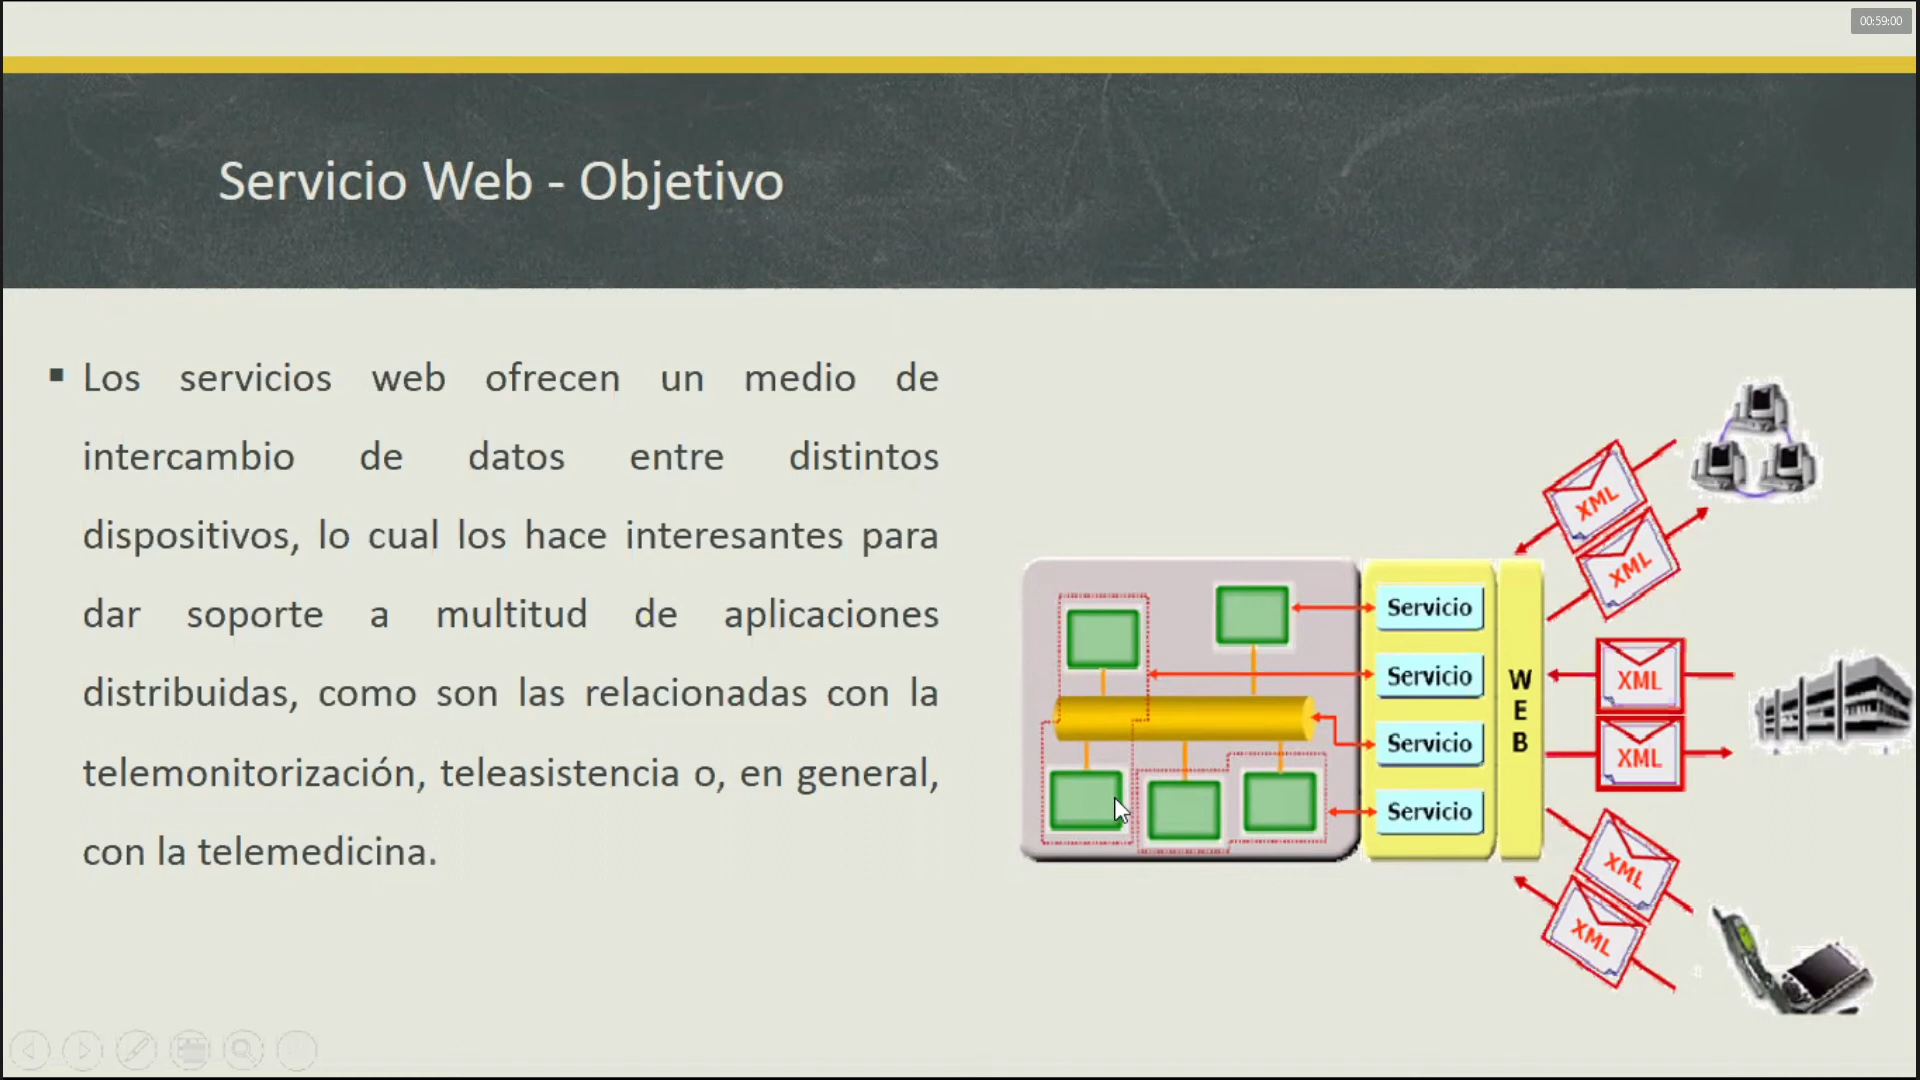 00:59:00
Servicio Web - Objetivo
▪ Los servicios web ofrecen un medio de
intercambio de datos entre distintos
dispositivos, lo cual los hace interesantes para
dar soporte a multitud de aplicaciones
distribuidas, como son las relacionadas con la
telemonitorización, teleasistencia o, en general,
con la telemedicina.
Servicio
Servicio
Servicio
Servicio
W
E
B
XML
XML
XML
XML
XML
XML